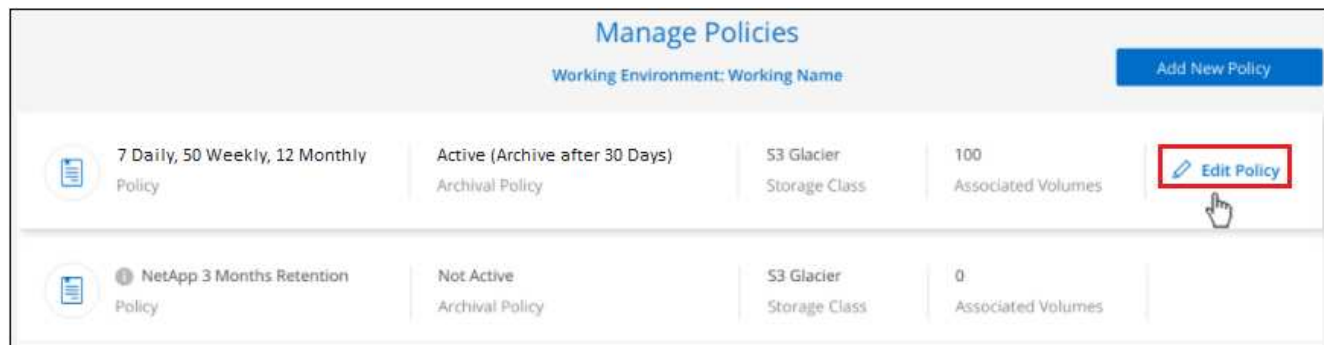 Manage Policies
Working Environment: Working Name
Add New Policy
7 Daily, 50 Weekly, 12 Monthly
Policy
Active (Archive after 30 Days)
Archival Policy
S3 Glacier
Storage Class
100
Associated Volumes
Edit Policy
NetApp 3 Months Retention
Policy
Not Active
Archival Policy
S3 Glacier
Storage Class
0
Associated Volumes